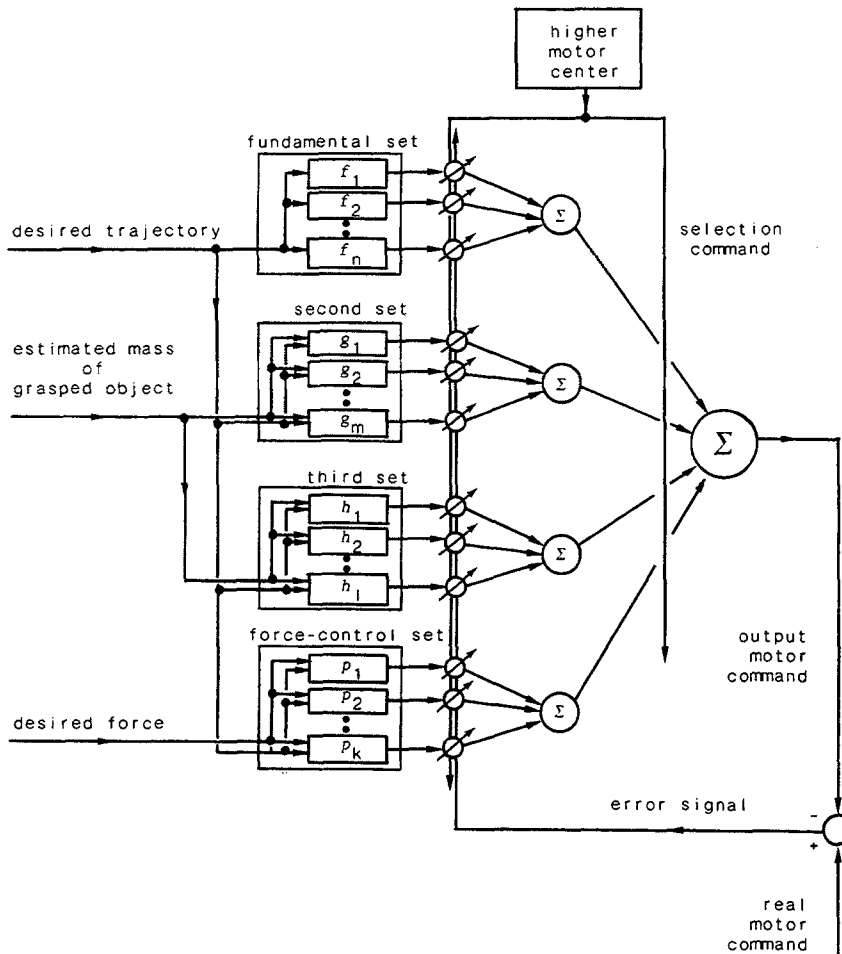 higher
motor
center
fundamental set
f1
f2
fn
Σ
desired trajectory
selection
command
second set
estimated mass
of
grasped object
g1
g2
gm
Σ
Σ
third set
h1
h2
hl
Σ
force-control set
output
motor
command
p1
p2
pk
Σ
desired force
error signal
-
+
real
motor
command